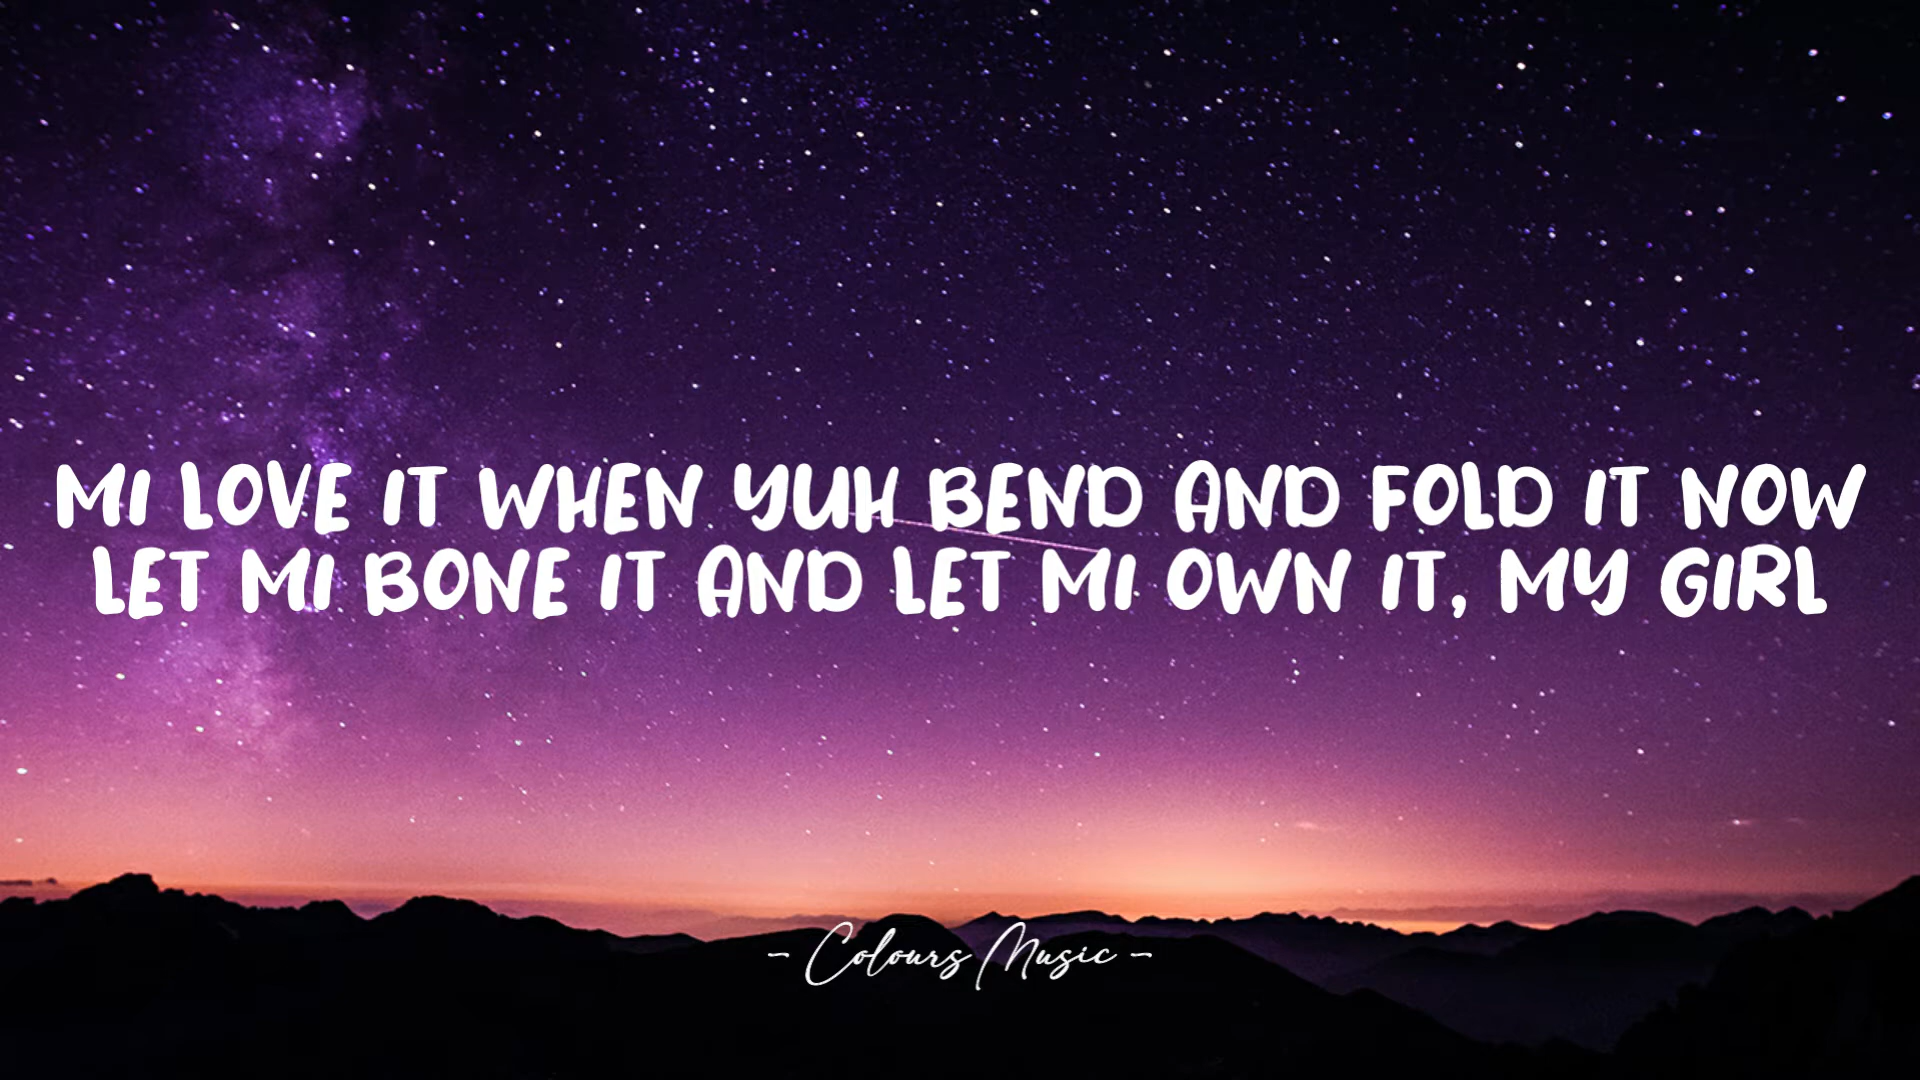 MI LOVE IT WHEN YUH BEND AND FOLD IT NOW
LET MI BONE IT AND LET MI OWN IT, MY GIRL
- Colours Music -